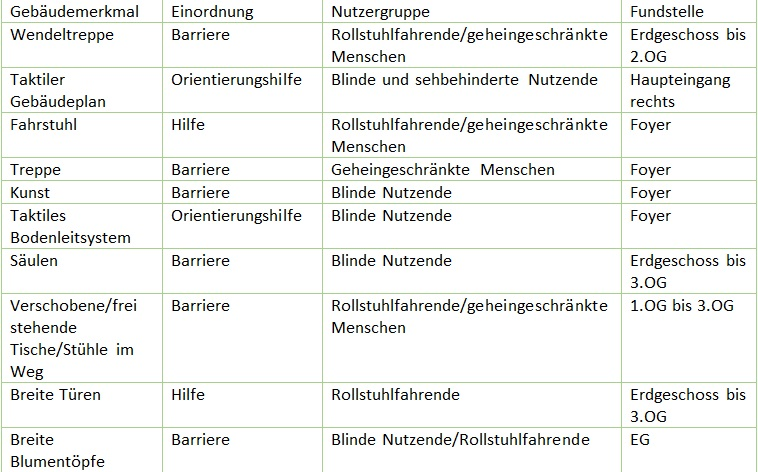 Gebäudemerkmal Einordnung Nutzergruppe Fundstelle
Wendeltreppe Barriere Rollstuhlfahrende/geheingeschränkte Erdgeschoss bis
Menschen 2.OG
Taktiler Orientierungshilfe Blinde und sehbehinderte Nutzende Haupteingang
Gebäudeplan rechts
Fahrstuhl Hilfe Rollstuhlfahrende/geheingeschränkte Foyer
Menschen
Treppe Barriere Geheingeschränkte Menschen Foyer
Kunst Barriere Blinde Nutzende Foyer
Taktiles Orientierungshilfe Blinde Nutzende Foyer
Bodenleitsystem
Säulen Barriere Blinde Nutzende Erdgeschoss bis
3.OG
Verschobene/frei Barriere Rollstuhlfahrende/geheingeschränkte 1.OG bis 3.OG
stehende Menschen
Tische/Stühle im
Weg
Breite Türen Hilfe Rollstuhlfahrende Erdgeschoss bis
3.OG
Breite Barriere Blinde Nutzende/Rollstuhlfahrende EG
Blumentöpfe